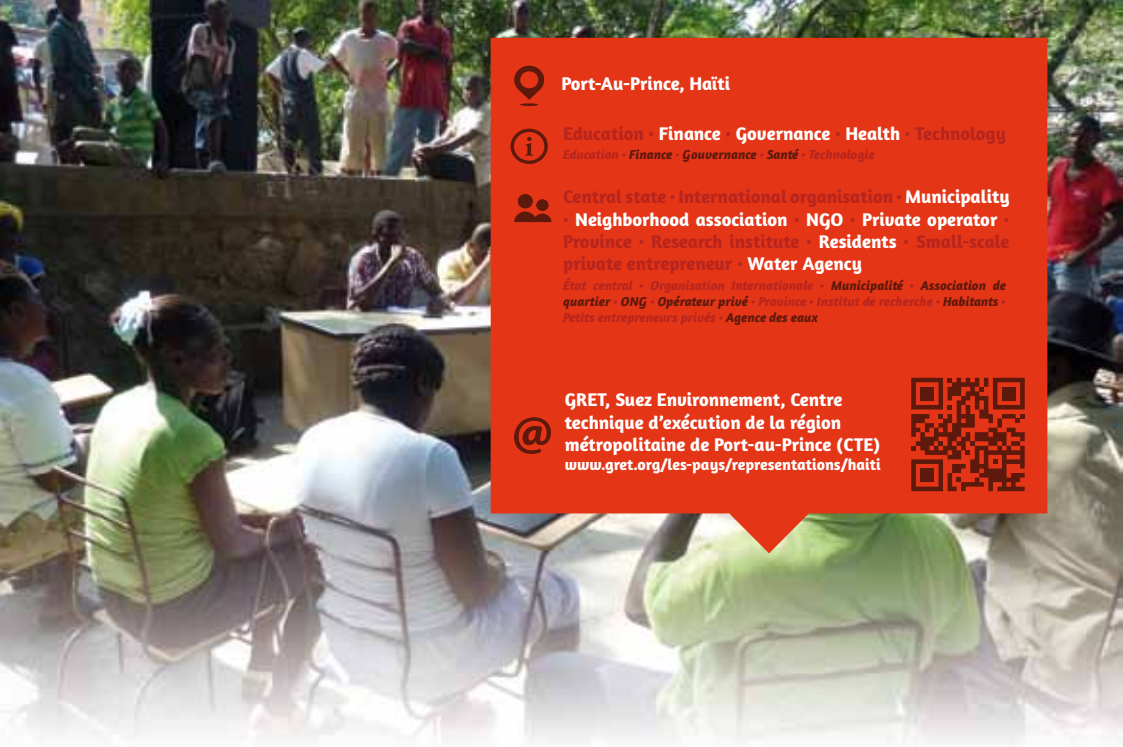 Port-Au-Prince, Haïti
Education · Finance · Governance · Health · Technology
Education · Finance · Gouvernance · Santé · Technologie
Central state · International organisation · Municipality
· Neighborhood association · NGO · Private operator ·
Province · Research institute · Residents · Small-scale
private entrepreneur · Water Agency
État central · Organisation Internationale · Municipalité · Association de
quartier · ONG · Opérateur privé · Province · Institut de recherche · Habitants ·
Petits entrepreneurs privés · Agence des eaux
GRET, Suez Environnement, Centre
technique d'exécution de la région
métropolitaine de Port-au-Prince (CTE)
www.gret.org/les-pays/representations/haiti